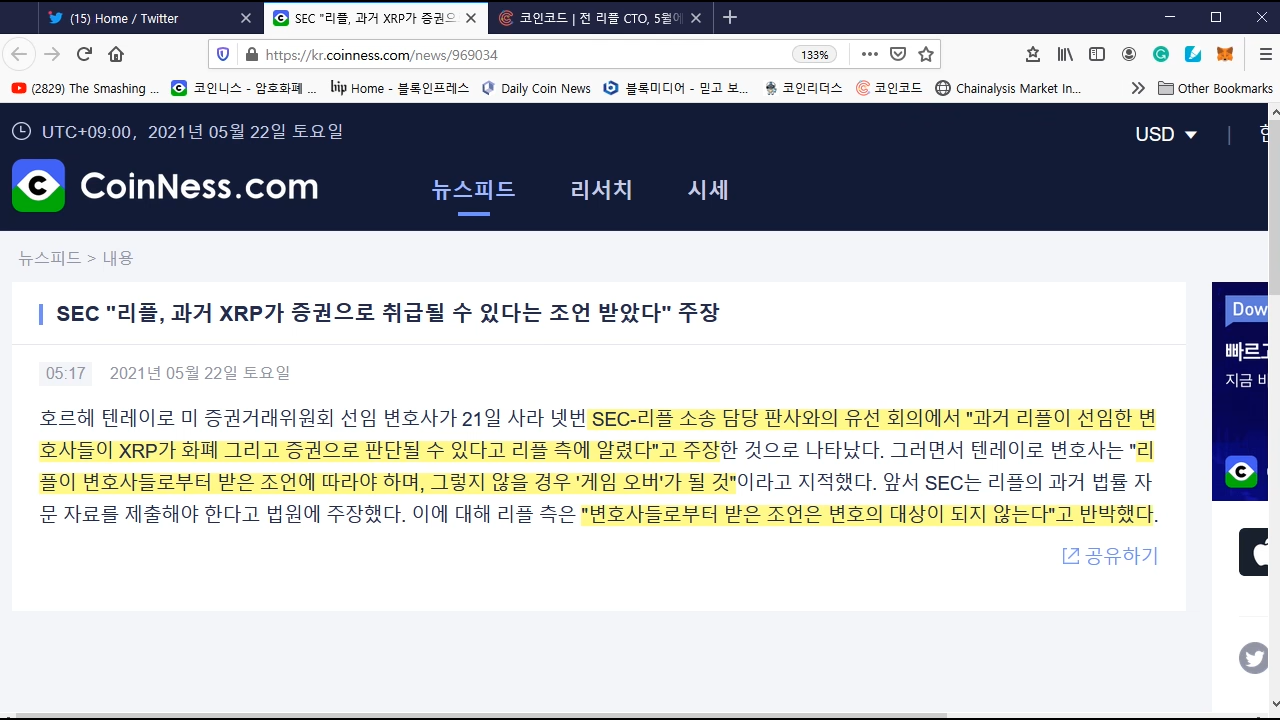 (15) Home / Twitter
SEC "리플, 과거 XRP가 증권으
코인코드 | 전 리플 CTO, 5월에
https://kr.coinness.com/news/969034
133%
(2829) The Smashing ...
코인니스 - 암호화폐 ...
bip Home - 블록인프레스
Daily Coin News
블록미디어 - 믿고 보...
코인리더스
코인코드
Chainalysis Market In...
Other Bookmarks
UTC+09:00, 2021년 05월 22일 토요일
USD
CoinNess.com
뉴스피드
리서치
시세
뉴스피드 > 내용
SEC "리플, 과거 XRP가 증권으로 취급될 수 있다는 조언 받았다" 주장
05:17 2021년 05월 22일 토요일
호르헤 텐레이로 미 증권거래위원회 선임 변호사가 21일 사라 넷번 SEC-리플 소송 담당 판사와의 유선 회의에서 "과거 리플이 선임한 변
호사들이 XRP가 화폐 그리고 증권으로 판단될 수 있다고 리플 측에 알렸다"고 주장한 것으로 나타났다. 그러면서 텐레이로 변호사는 "리
플이 변호사들로부터 받은 조언에 따라야 하며, 그렇지 않을 경우 '게임 오버'가 될 것"이라고 지적했다. 앞서 SEC는 리플의 과거 법률 자
문 자료를 제출해야 한다고 법원에 주장했다. 이에 대해 리플 측은 "변호사들로부터 받은 조언은 변호의 대상이 되지 않는다"고 반박했다.
공유하기
Dow
빠르고
지금